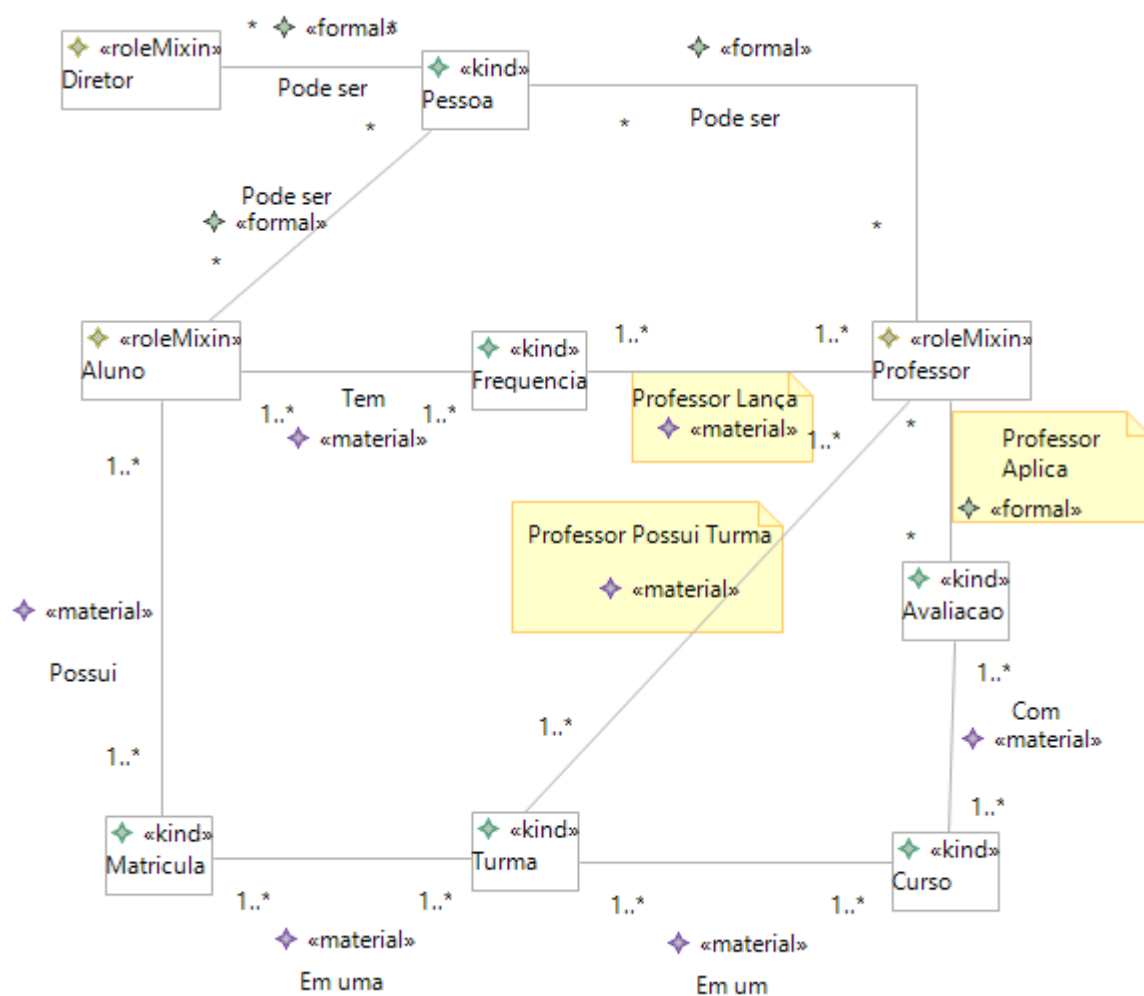 * «formal» *
«formal»
«roleMixin»
Diretor
«kind»
Pessoa
Pode ser
Pode ser
*
*
Pode ser
«formal»
*
*
«roleMixin»
Aluno
«kind»
Frequencia
1..*
1..*
«roleMixin»
Professor
Tem
1..*
1..*
«material»
Professor Lança
«material»
1..*
*
Professor
Aplica
«formal»
1..*
Professor Possui Turma
«material»
*
«kind»
Avaliacao
«material»
Possui
1..*
Com
«material»
1..*
1..*
1..*
«kind»
Matricula
«kind»
Turma
«kind»
Curso
1..*
1..*
1..*
1..*
«material»
Em uma
«material»
Em um